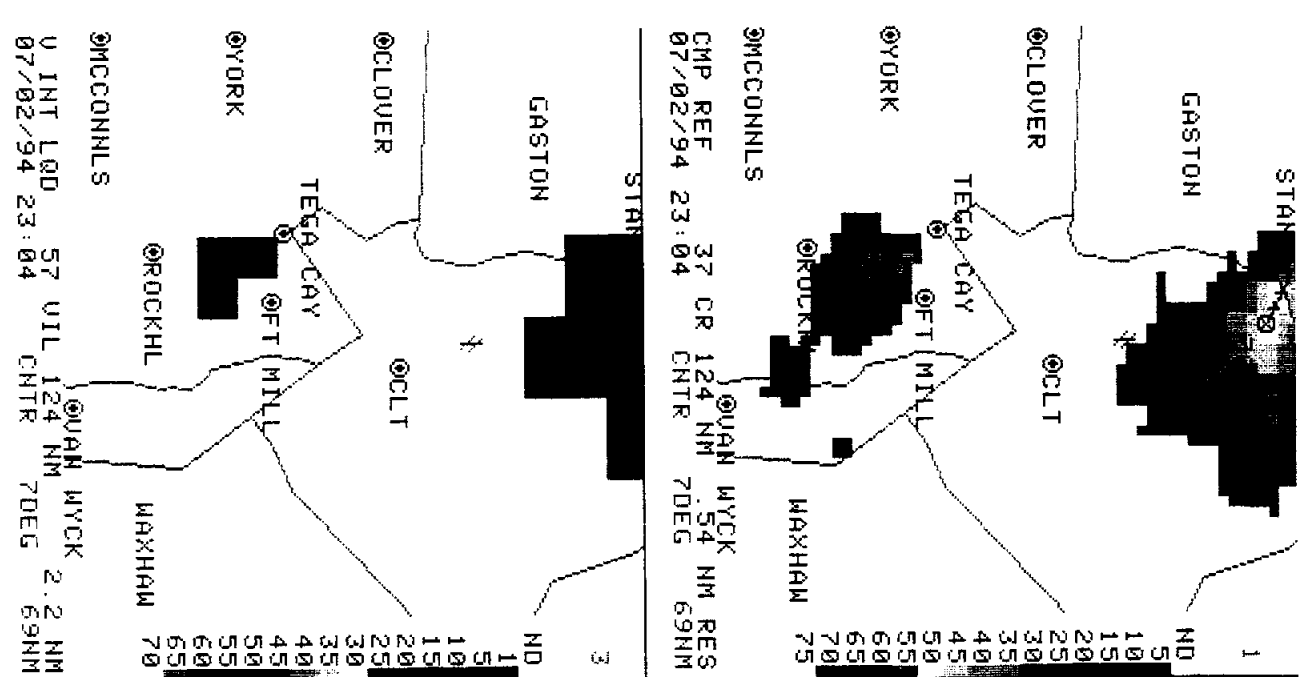 STAN
1
GASTON
ND
5
10
15
20
25
30
35
40
45
50
55
60
65
70
75
CLT
CLOVER
TEGA CAY
FT MILL
YORK
ROCKH
WAXHAW
MCCONNLS
VAN WYCK
CMP REF 37 CR 124 NM .54 NM RES
07/02/94 23:04 CNTR 7DEG 69NM
STAN
3
GASTON
ND
1
5
10
15
20
25
30
35
40
45
50
55
60
65
70
CLT
CLOVER
TEGA CAY
FT MILL
YORK
ROCKHL
WAXHAW
MCCONNLS
VAN WYCK
V INT LQD 57 VIL 124 NM 2.2 NM
07/02/94 23:04 CNTR 7DEG 69NM